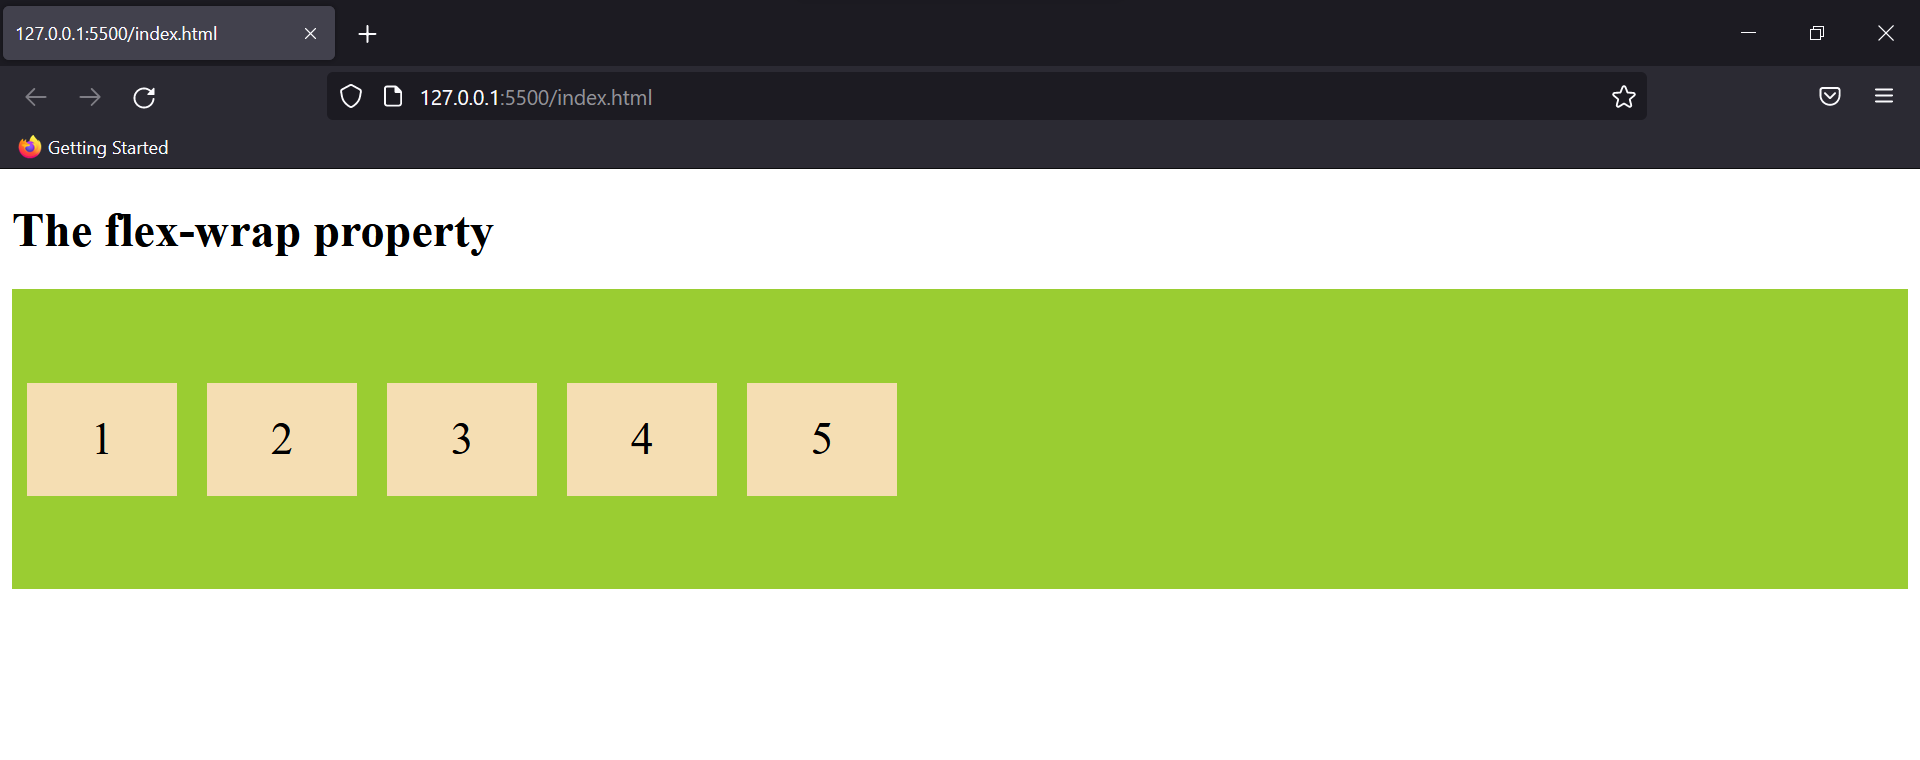 127.0.0.1:5500/index.html
127.0.0.1:5500/index.html
Getting Started
The flex-wrap property
1 2 3 4 5